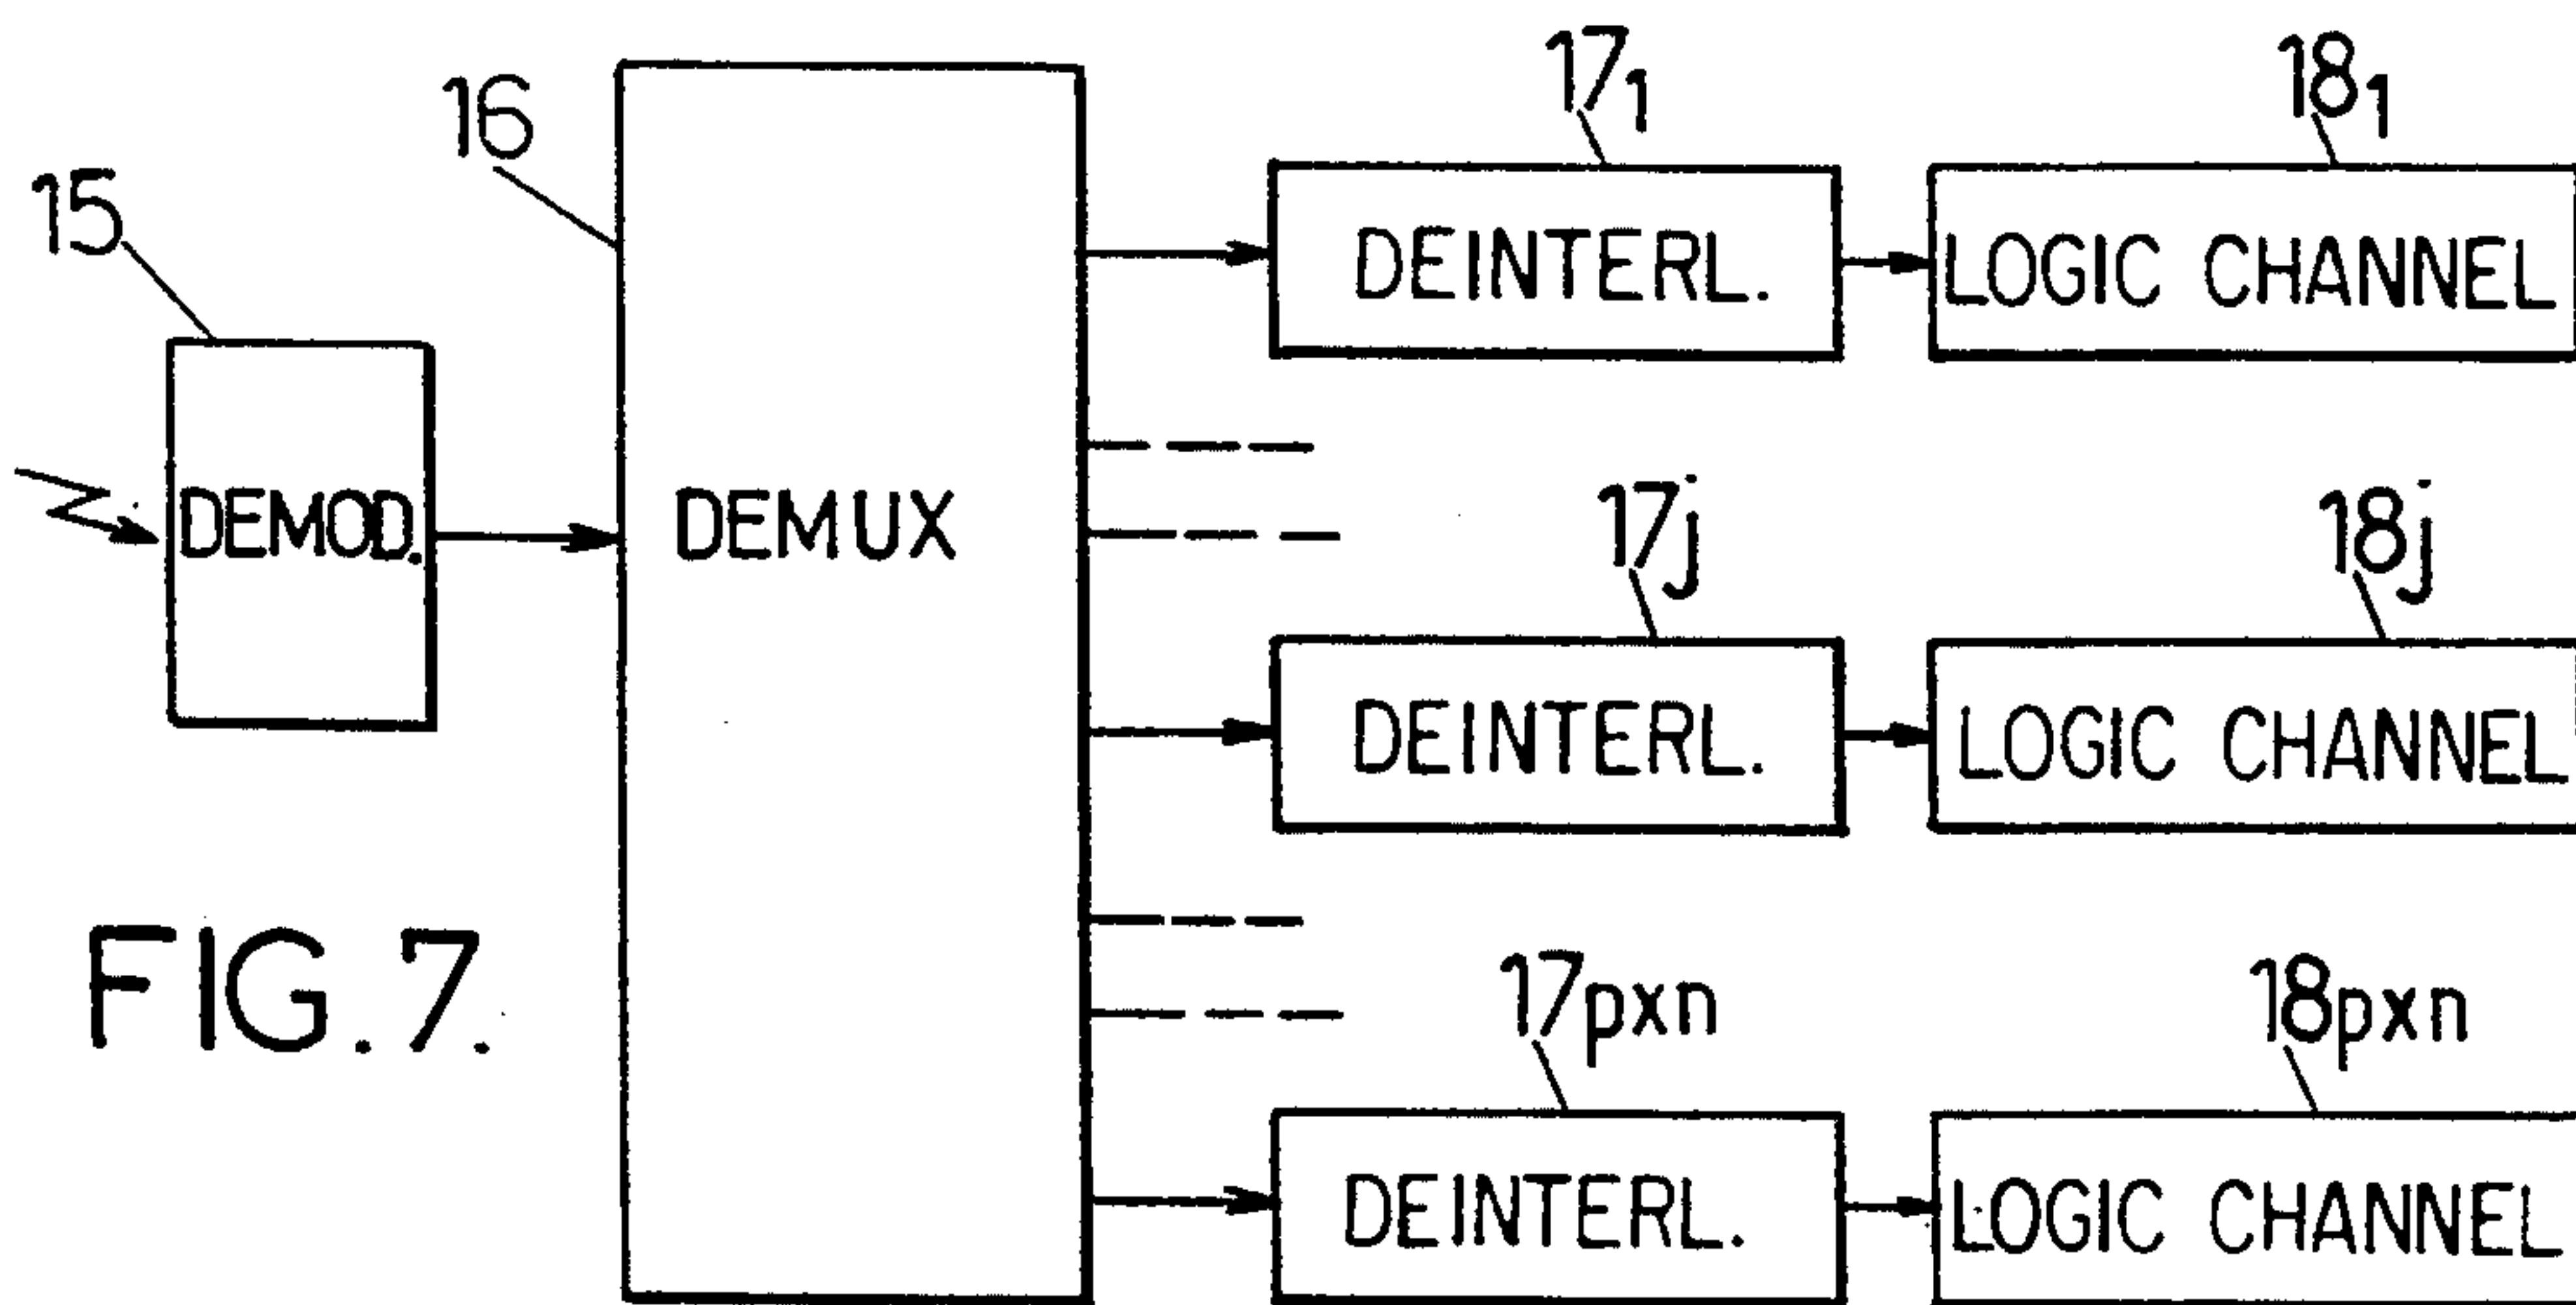 15
16
17₁
18₁
DEMOD.
DEMUX
DEINTERL.
LOGIC CHANNEL
17j
18j
DEINTERL.
LOGIC CHANNEL
17pxn
18pxn
DEINTERL.
LOGIC CHANNEL
FIG.7.